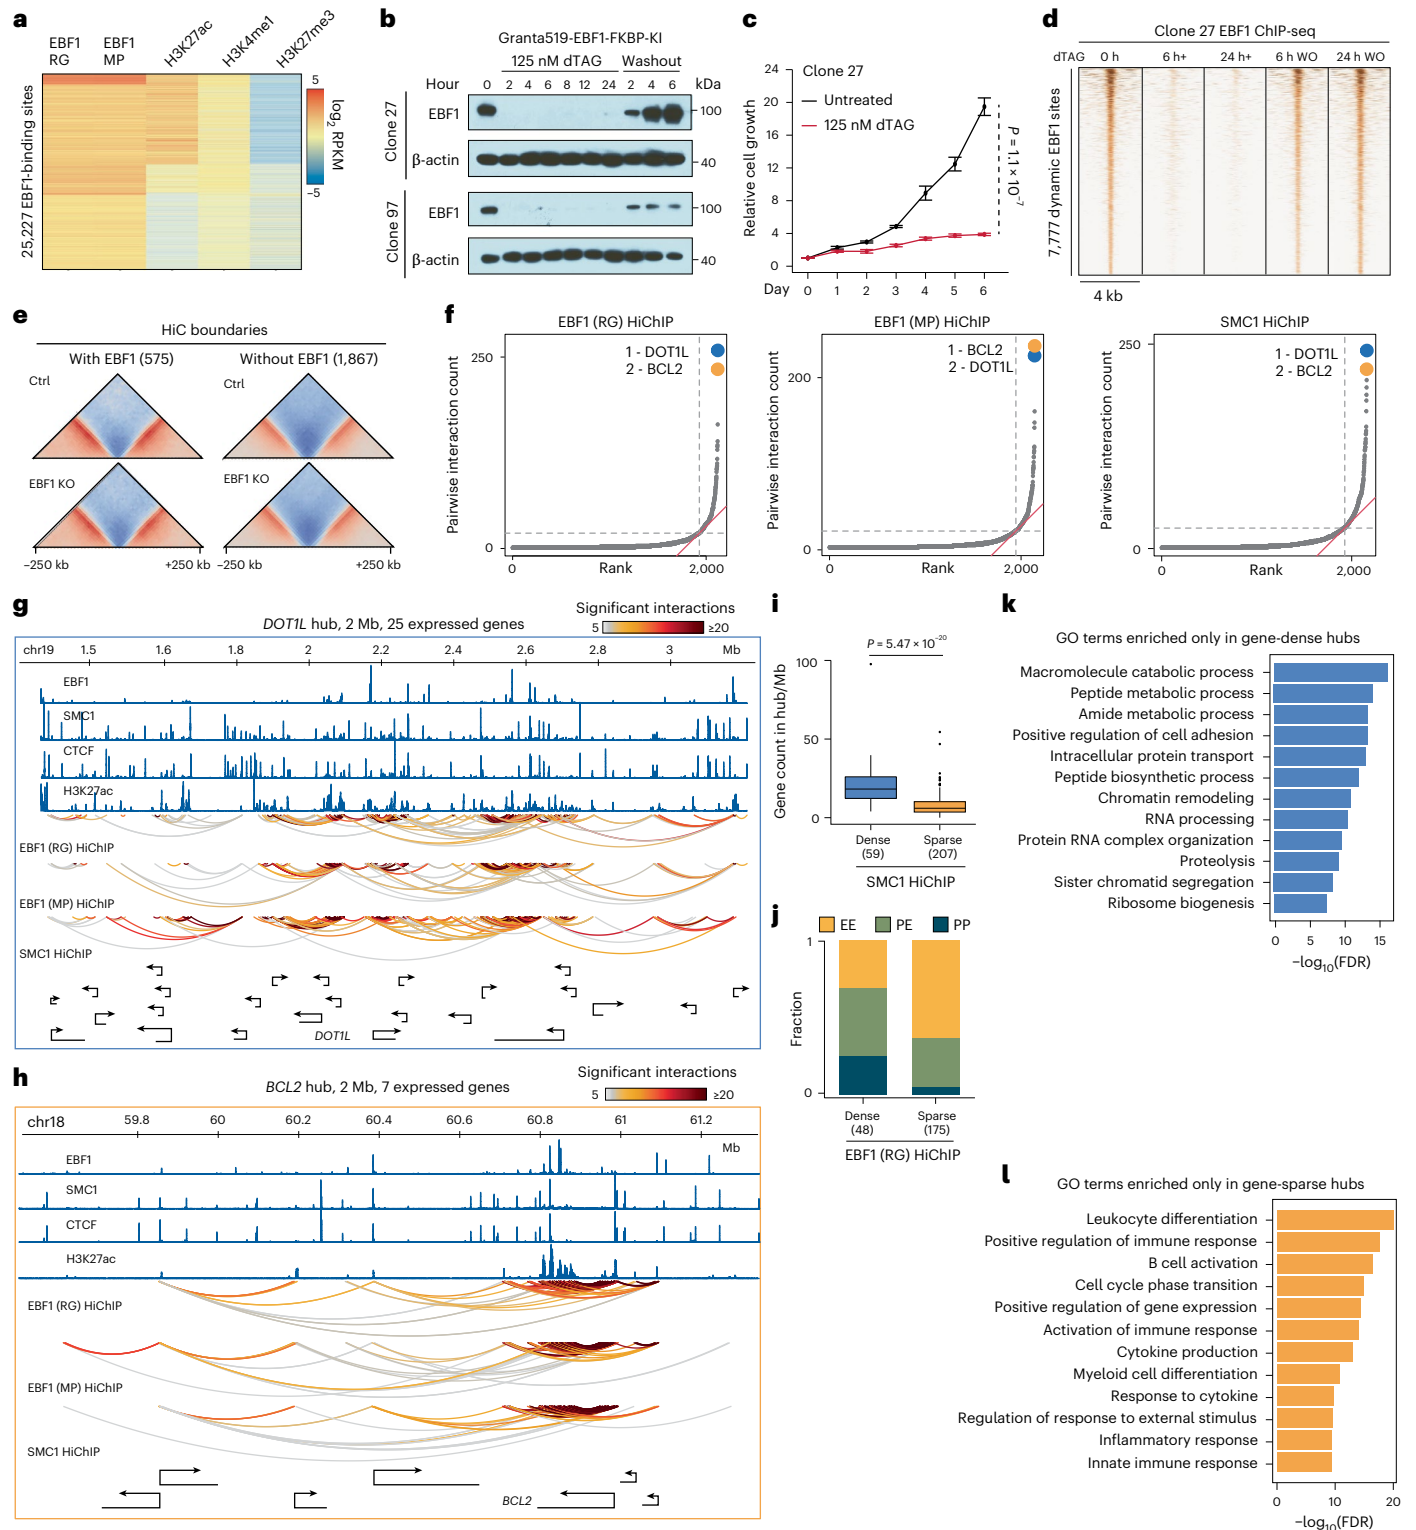 a
EBF1 RG
EBF1 MP
H3K27ac
H3K4me1
H3K27me3
25,227 EBF1-binding sites
5
log2 RPKM
−5
b
Granta519-EBF1-FKBP-KI
125 nM dTAG
Washout
Hour 0 2 4 6 8 12 24 2 4 6 kDa
Clone 27
EBF1
100
β-actin
40
Clone 97
EBF1
100
β-actin
40
c
Clone 27
Untreated
125 nM dTAG
Relative cell growth
24
20
16
12
8
4
0
P = 1.1 × 10−7
Day 0 1 2 3 4 5 6
d
Clone 27 EBF1 ChIP-seq
dTAG 0 h 6 h+ 24 h+ 6 h WO 24 h WO
7,777 dynamic EBF1 sites
4 kb
e
HiC boundaries
With EBF1 (575)
Without EBF1 (1,867)
Ctrl
Ctrl
EBF1 KO
EBF1 KO
−250 kb +250 kb −250 kb +250 kb
f
EBF1 (RG) HiChIP
Pairwise interaction count
250
0
1 - DOT1L
2 - BCL2
0 Rank 2,000
EBF1 (MP) HiChIP
Pairwise interaction count
200
0
1 - BCL2
2 - DOT1L
0 Rank 2,000
SMC1 HiChIP
Pairwise interaction count
250
0
1 - DOT1L
2 - BCL2
0 Rank 2,000
g
DOT1L hub, 2 Mb, 25 expressed genes
Significant interactions
5 ≥20
chr19 1.5 1.6 1.8 2 2.2 2.4 2.6 2.8 3 Mb
EBF1
SMC1
CTCF
H3K27ac
EBF1 (RG) HiChIP
EBF1 (MP) HiChIP
SMC1 HiChIP
DOT1L
h
BCL2 hub, 2 Mb, 7 expressed genes
Significant interactions
5 ≥20
chr18 59.8 60 60.2 60.4 60.6 60.8 61 61.2
Mb
EBF1
SMC1
CTCF
H3K27ac
EBF1 (RG) HiChIP
EBF1 (MP) HiChIP
SMC1 HiChIP
BCL2
i
P = 5.47 × 10−20
Gene count in hub/Mb
100
50
0
Dense (59)
Sparse (207)
SMC1 HiChIP
j
EE PE PP
Fraction
1
0
Dense (48)
Sparse (175)
EBF1 (RG) HiChIP
k
GO terms enriched only in gene-dense hubs
Macromolecule catabolic process
Peptide metabolic process
Amide metabolic process
Positive regulation of cell adhesion
Intracellular protein transport
Peptide biosynthetic process
Chromatin remodeling
RNA processing
Protein RNA complex organization
Proteolysis
Sister chromatid segregation
Ribosome biogenesis
0 5 10 15
−log10(FDR)
l
GO terms enriched only in gene-sparse hubs
Leukocyte differentiation
Positive regulation of immune response
B cell activation
Cell cycle phase transition
Positive regulation of gene expression
Activation of immune response
Cytokine production
Myeloid cell differentiation
Response to cytokine
Regulation of response to external stimulus
Inflammatory response
Innate immune response
0 10 20
−log10(FDR)